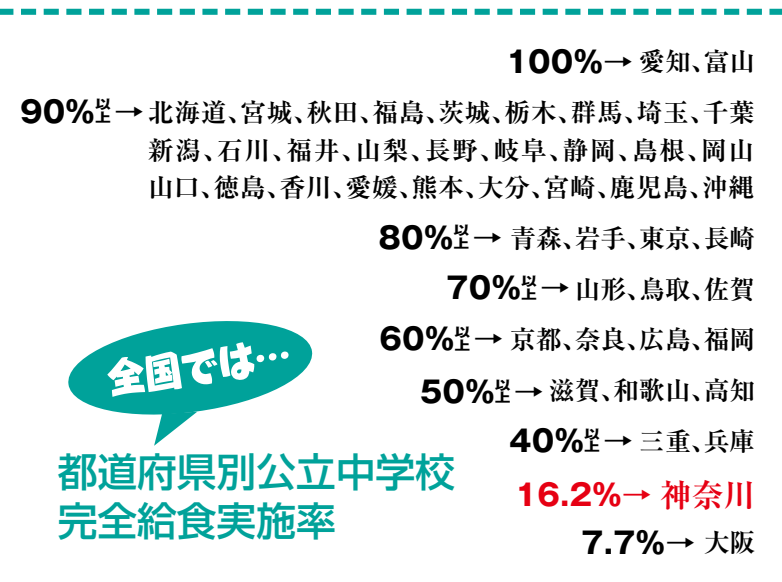 100%→ 愛知、富山
90%以上→ 北海道、宮城、秋田、福島、茨城、栃木、群馬、埼玉、千葉
新潟、石川、福井、山梨、長野、岐阜、静岡、島根、岡山
山口、徳島、香川、愛媛、熊本、大分、宮崎、鹿児島、沖縄
80%以上→ 青森、岩手、東京、長崎
70%以上→ 山形、鳥取、佐賀
60%以上→ 京都、奈良、広島、福岡
50%以上→ 滋賀、和歌山、高知
40%以上→ 三重、兵庫
16.2%→ 神奈川
7.7%→ 大阪
全国では…
都道府県別公立中学校
完全給食実施率